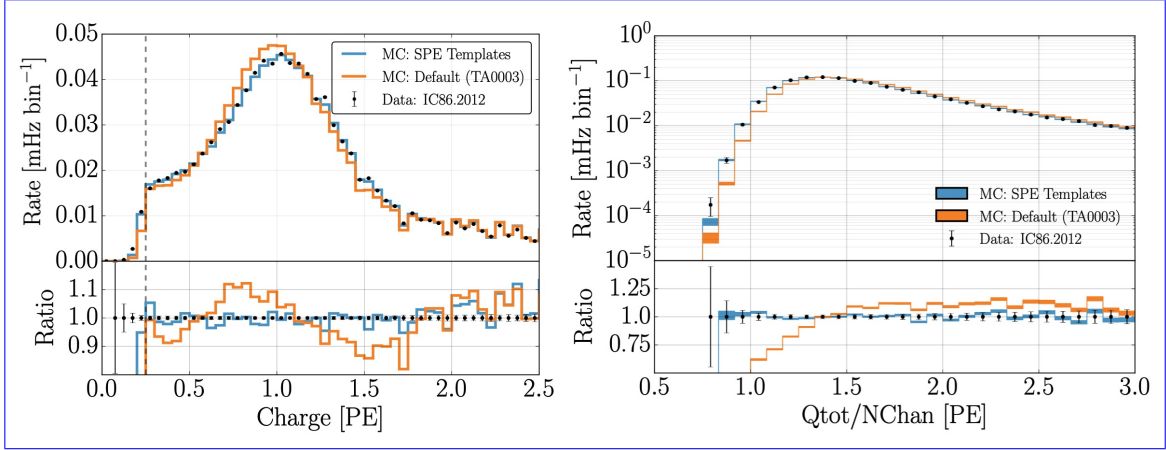 0.05
0.04
0.03
0.02
0.01
0.00
Rate [mHz bin⁻¹]
MC: SPE Templates
MC: Default (TA0003)
Data: IC86.2012
1.1
1.0
0.9
Ratio
0.0 0.5 1.0 1.5 2.0 2.5
Charge [PE]
10⁰
10⁻¹
10⁻²
10⁻³
10⁻⁴
10⁻⁵
Rate [mHz bin⁻¹]
MC: SPE Templates
MC: Default (TA0003)
Data: IC86.2012
1.25
1.0
0.75
Ratio
0.5 1.0 1.5 2.0 2.5 3.0
Qtot/NChan [PE]